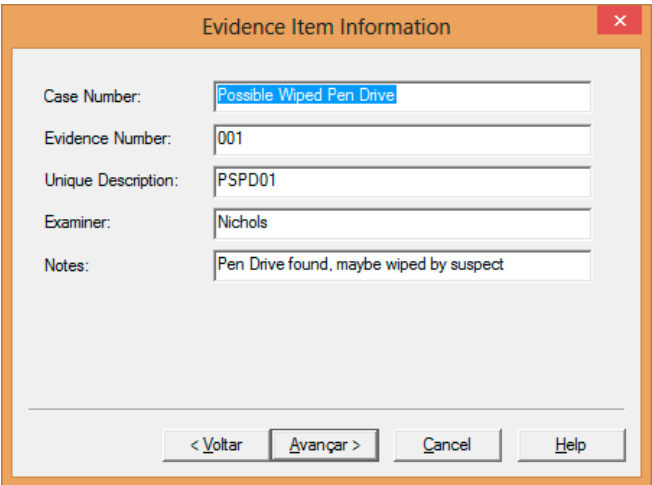 Evidence Item Information
Case Number: Possible Wiped Pen Drive
Evidence Number: 001
Unique Description: PSPD01
Examiner: Nichols
Notes: Pen Drive found, maybe wiped by suspect
< Voltar Avançar > Cancel Help